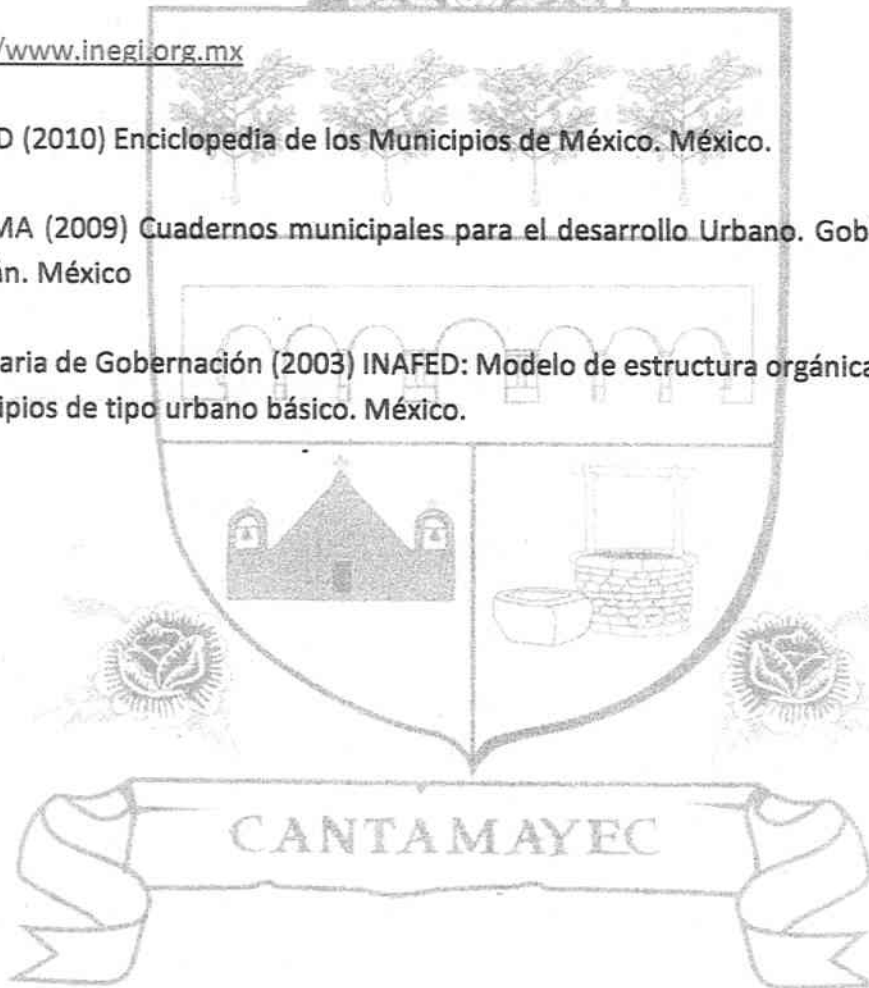 /www.inegi.org.mx
D (2010) Enciclopedia de los Municipios de México. México.
MA (2009) Cuadernos municipales para el desarrollo Urbano. Gob
án. México
aria de Gobernación (2003) INAFED: Modelo de estructura orgánica
ipios de tipo urbano básico. México.
CANTAMAYEC